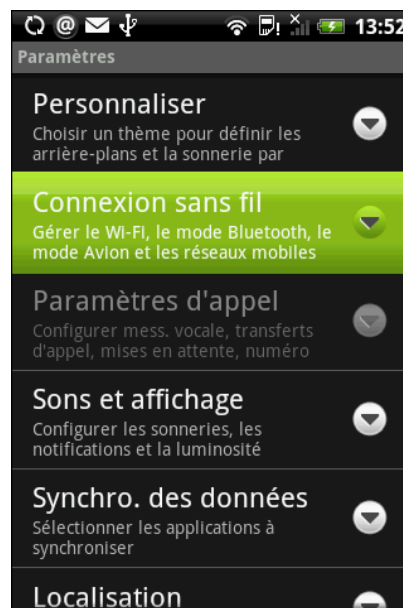 13:52
Paramètres
Personnaliser
Choisir un thème pour définir les
arrière-plans et la sonnerie par
Connexion sans fil
Gérer le Wi-Fi, le mode Bluetooth, le
mode Avion et les réseaux mobiles
Paramètres d'appel
Configurer mess. vocale, transferts
d'appel, mises en attente, numéro
Sons et affichage
Configurer les sonneries, les
notifications et la luminosité
Synchro. des données
Sélectionner les applications à
synchroniser
Localisation